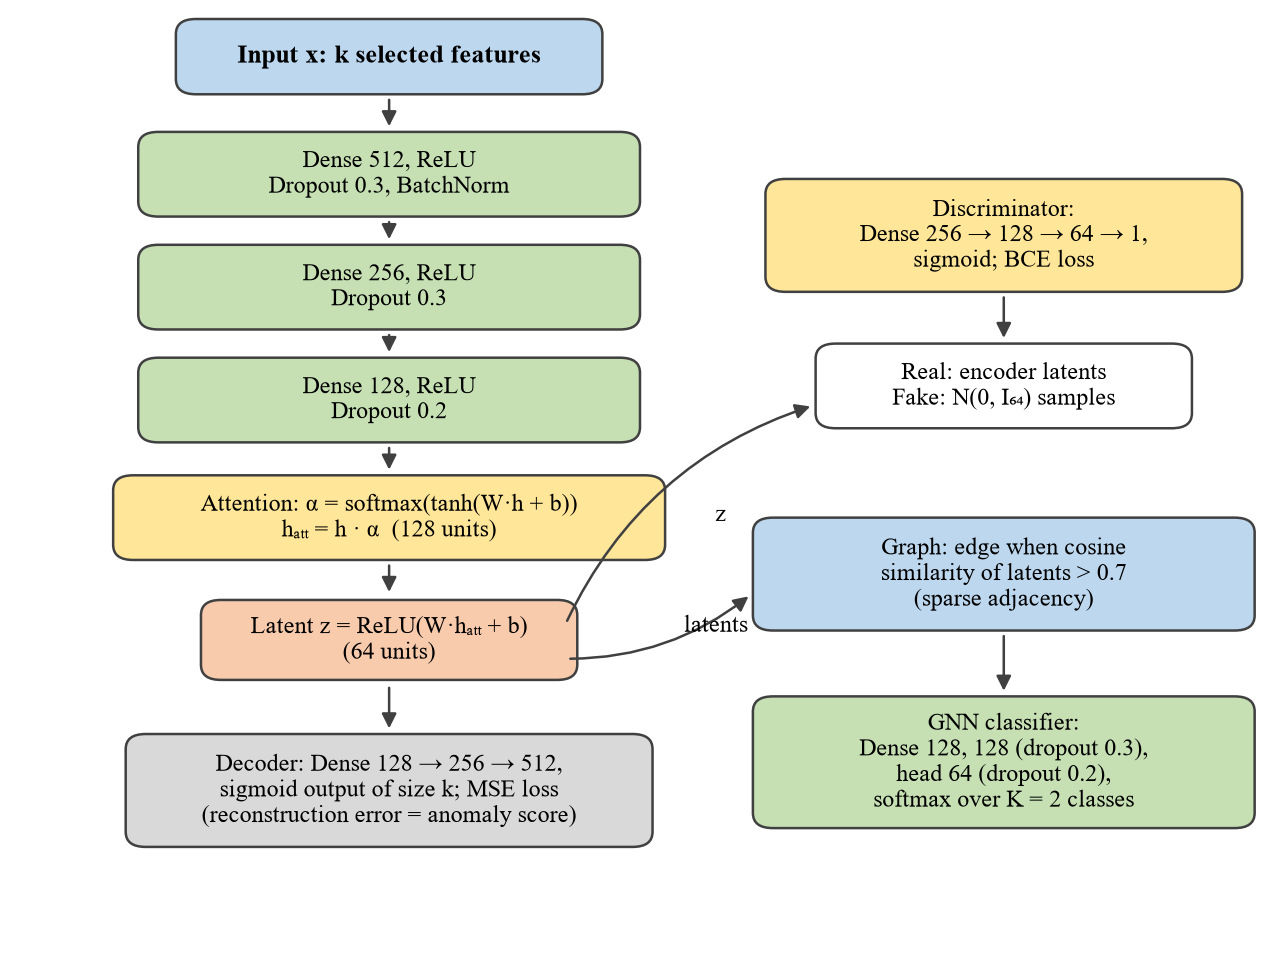 Input x: k selected features
Dense 512, ReLU
Dropout 0.3, BatchNorm
Dense 256, ReLU
Dropout 0.3
Dense 128, ReLU
Dropout 0.2
Attention: α = softmax(tanh(W·h + b))
hₐₜₜ = h · α (128 units)
Latent z = ReLU(W·hₐₜₜ + b)
(64 units)
Decoder: Dense 128 → 256 → 512,
sigmoid output of size k; MSE loss
(reconstruction error = anomaly score)
Discriminator:
Dense 256 → 128 → 64 → 1,
sigmoid; BCE loss
Real: encoder latents
Fake: N(0, I₆₄) samples
z
latents
Graph: edge when cosine
similarity of latents > 0.7
(sparse adjacency)
GNN classifier:
Dense 128, 128 (dropout 0.3),
head 64 (dropout 0.2),
softmax over K = 2 classes